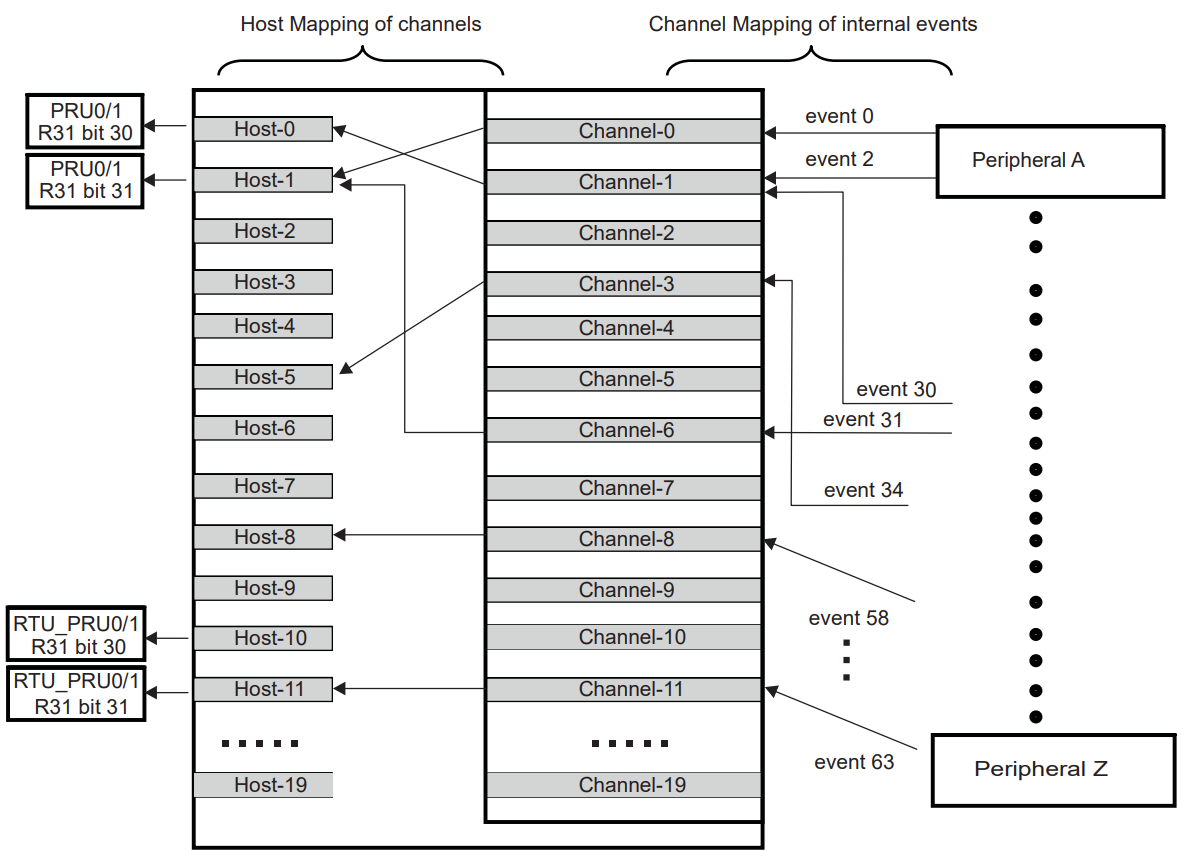 Host Mapping of channels
Channel Mapping of internal events
PRU0/1
R31 bit 30
PRU0/1
R31 bit 31
RTU_PRU0/1
R31 bit 30
RTU_PRU0/1
R31 bit 31
Host-0
Host-1
Host-2
Host-3
Host-4
Host-5
Host-6
Host-7
Host-8
Host-9
Host-10
Host-11
Host-19
Channel-0
Channel-1
Channel-2
Channel-3
Channel-4
Channel-5
Channel-6
Channel-7
Channel-8
Channel-9
Channel-10
Channel-11
Channel-19
event 0
event 2
event 30
event 31
event 34
event 58
event 63
Peripheral A
Peripheral Z